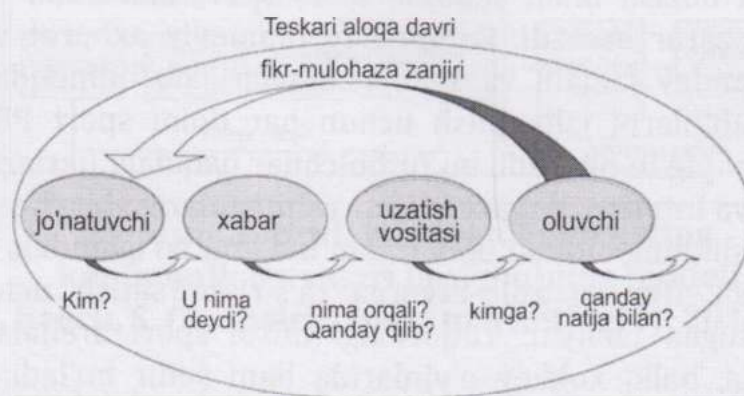 Teskari aloqa davri
fikr-mulohaza zanjiri
jo'natuvchi
xabar
uzatish
vositasi
oluvchi
Kim?
U nima
deydi?
nima orqali?
Qanday qilib?
kimga?
qanday
natija bilán?